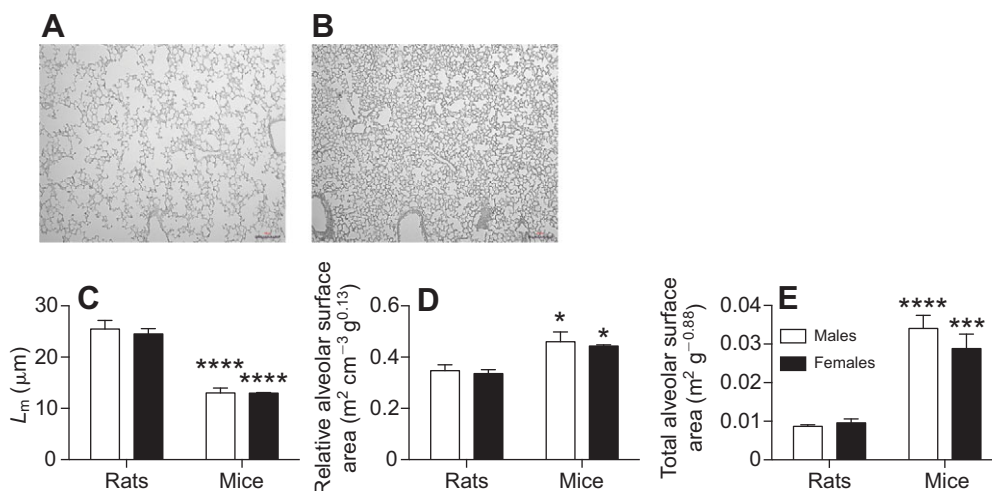 A
B
C
30
20
10
0
Lm (μm)
**** ****
Rats Mice
D
0.6
0.4
0.2
0
Relative alveolar surface
area (m² cm⁻³ g⁰·¹³)
* *
Rats Mice
E
0.04
0.03
0.02
0.01
0
Total alveolar surface
area (m² g⁻⁰·⁸⁸)
**** ***
Males
Females
Rats Mice